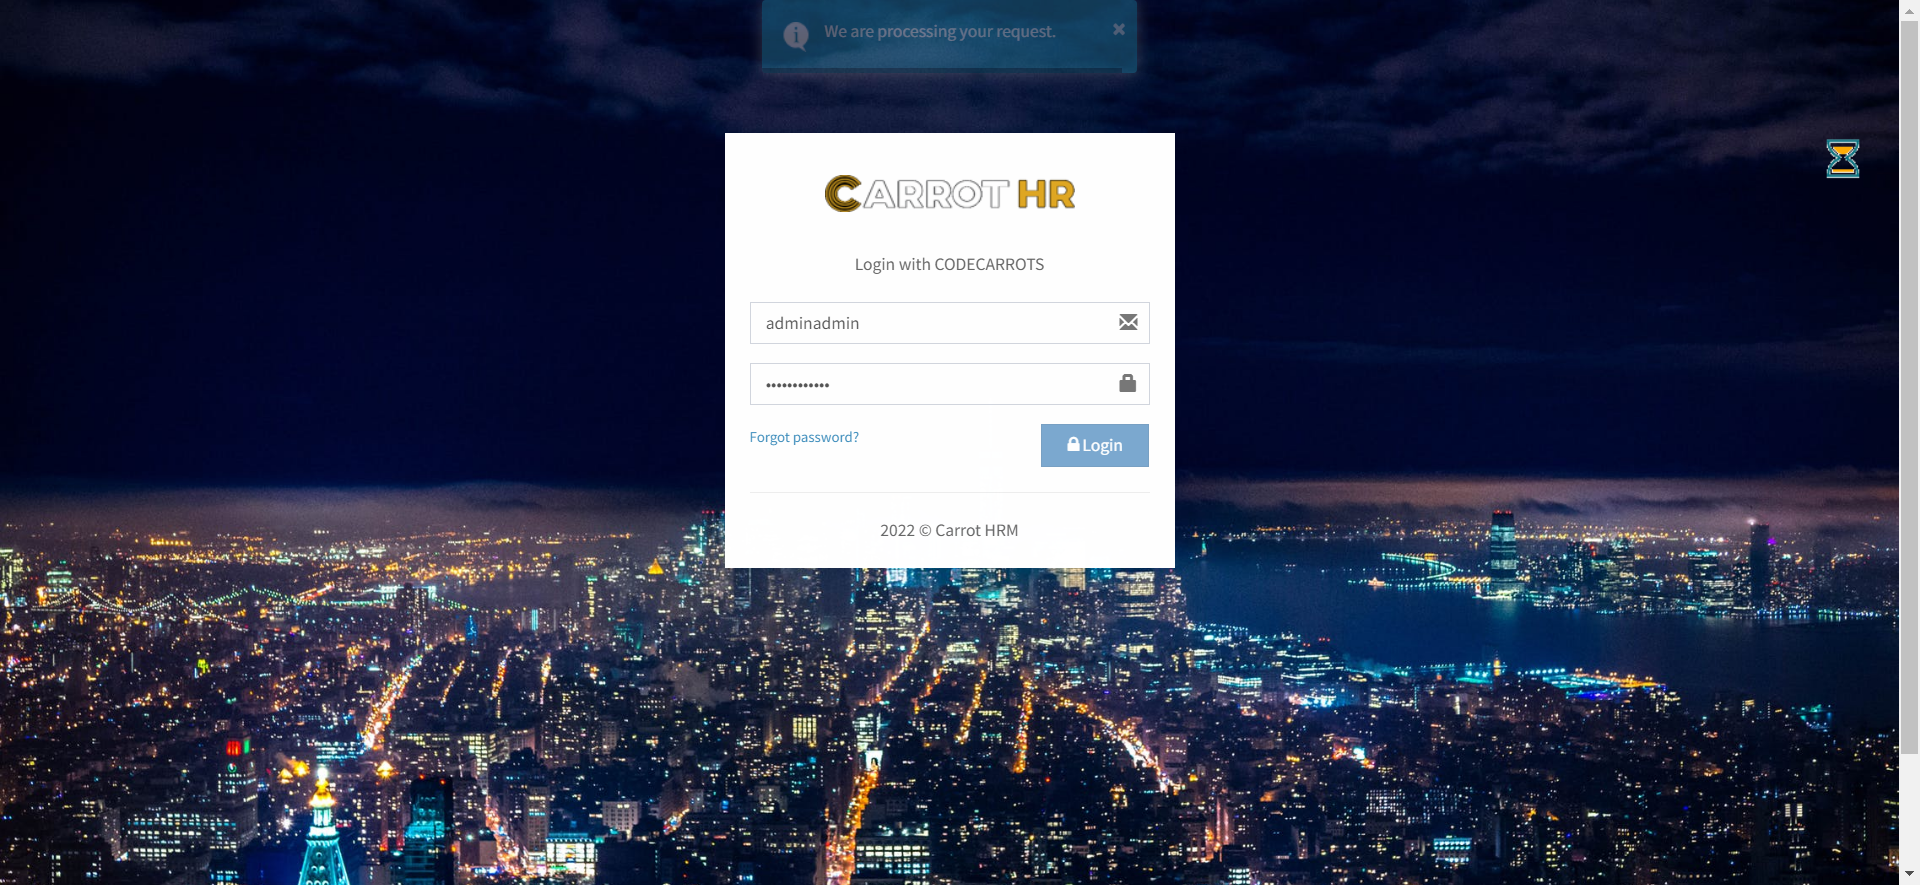 We are processing your request.
CARROT HR
Login with CODECARROTS
adminadmin
••••••••••••
Forgot password?
Login
2022 © Carrot HRM